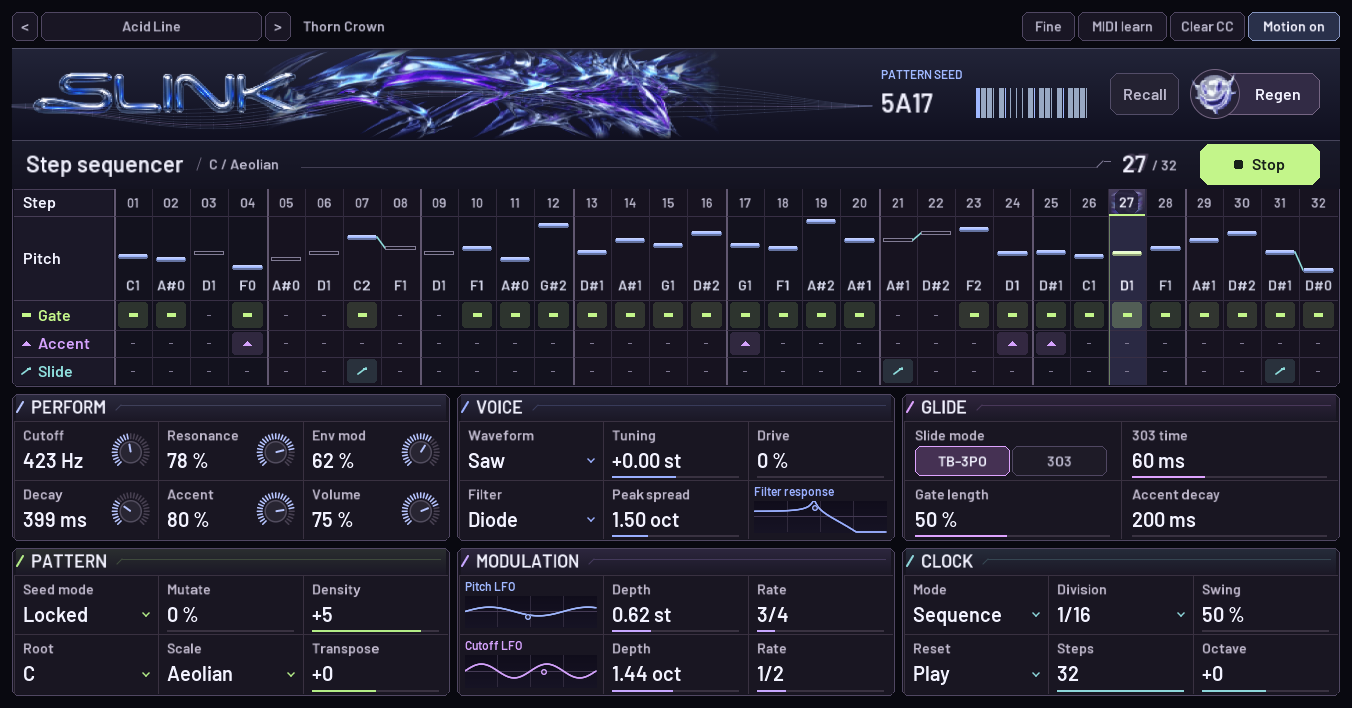 < Acid Line > Thorn Crown Fine MIDI learn Clear CC Motion on
SLINK
PATTERN SEED
5A17
Recall Regen
Step sequencer / C / Aeolian 27 / 32 Stop
Step 01 02 03 04 05 06 07 08 09 10 11 12 13 14 15 16 17 18 19 20 21 22 23 24 25 26 27 28 29 30 31 32
Pitch
C1 A#0 D1 F0 A#0 D1 C2 F1 D1 F1 A#0 G#2 D#1 A#1 G1 D#2 G1 F1 A#2 A#1 A#1 D#2 F2 D1 D#1 C1 D1 F1 A#1 D#2 D#1 D#0
Gate - - - - - - - -
Accent - - - - - - - - - - - - - - - - - - - - - - - - - - - -
Slide - - - - - - - - - - - - - - - - - - - - - - - - - - - - -
PERFORM
Cutoff Resonance Env mod
423 Hz 78 % 62 %
Decay Accent Volume
399 ms 80 % 75 %
VOICE
Waveform Tuning Drive
Saw +0.00 st 0 %
Filter Peak spread Filter response
Diode 1.50 oct
GLIDE
Slide mode 303 time
TB-3PO 303 60 ms
Gate length Accent decay
50 % 200 ms
PATTERN
Seed mode Mutate Density
Locked 0 % +5
Root Scale Transpose
C Aeolian +0
MODULATION
Pitch LFO Depth Rate
0.62 st 3/4
Cutoff LFO Depth Rate
1.44 oct 1/2
CLOCK
Mode Division Swing
Sequence 1/16 50 %
Reset Steps Octave
Play 32 +0